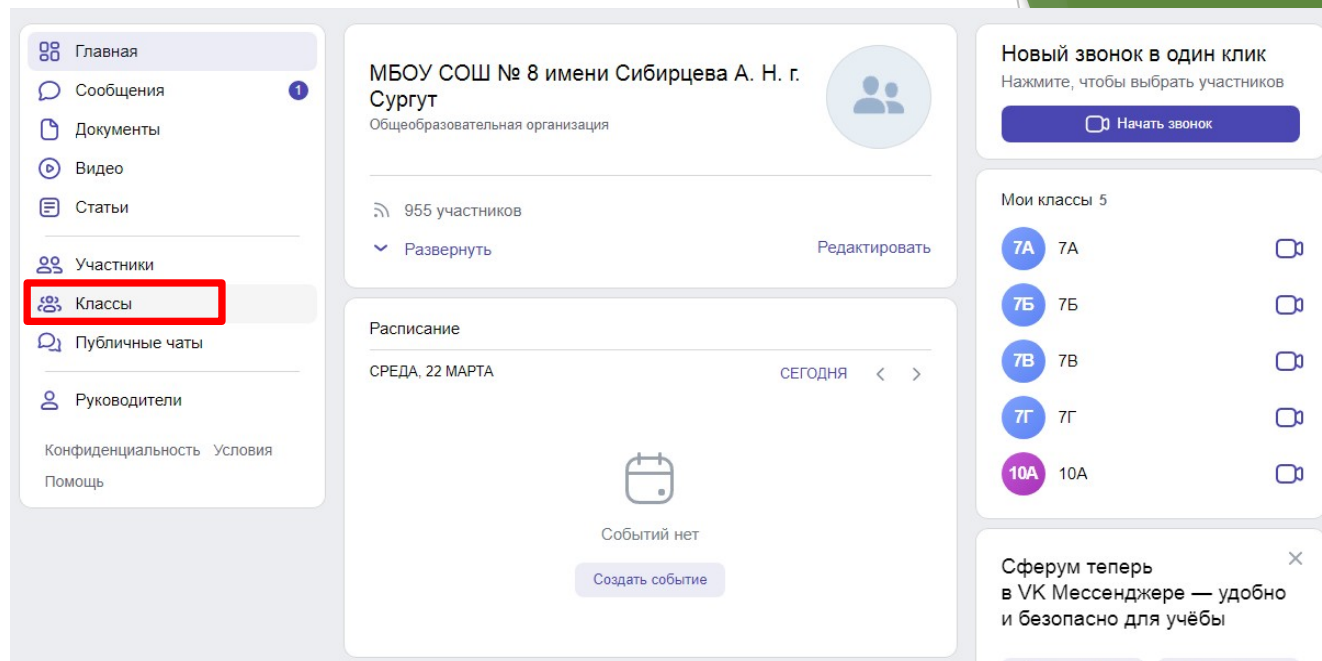 Главная
Сообщения 1
Документы
Видео
Статьи
Участники
Классы
Публичные чаты
Руководители
Конфиденциальность Условия
Помощь
МБОУ СОШ № 8 имени Сибирцева А. Н. г.
Сургут
Общеобразовательная организация
955 участников
Развернуть Редактировать
Расписание
СРЕДА, 22 МАРТА СЕГОДНЯ
Событий нет
Создать событие
Новый звонок в один клик
Нажмите, чтобы выбрать участников
Начать звонок
Мои классы 5
7А 7А
7Б 7Б
7В 7В
7Г 7Г
10А 10А
Сферум теперь
в VK Мессенджере — удобно
и безопасно для учёбы